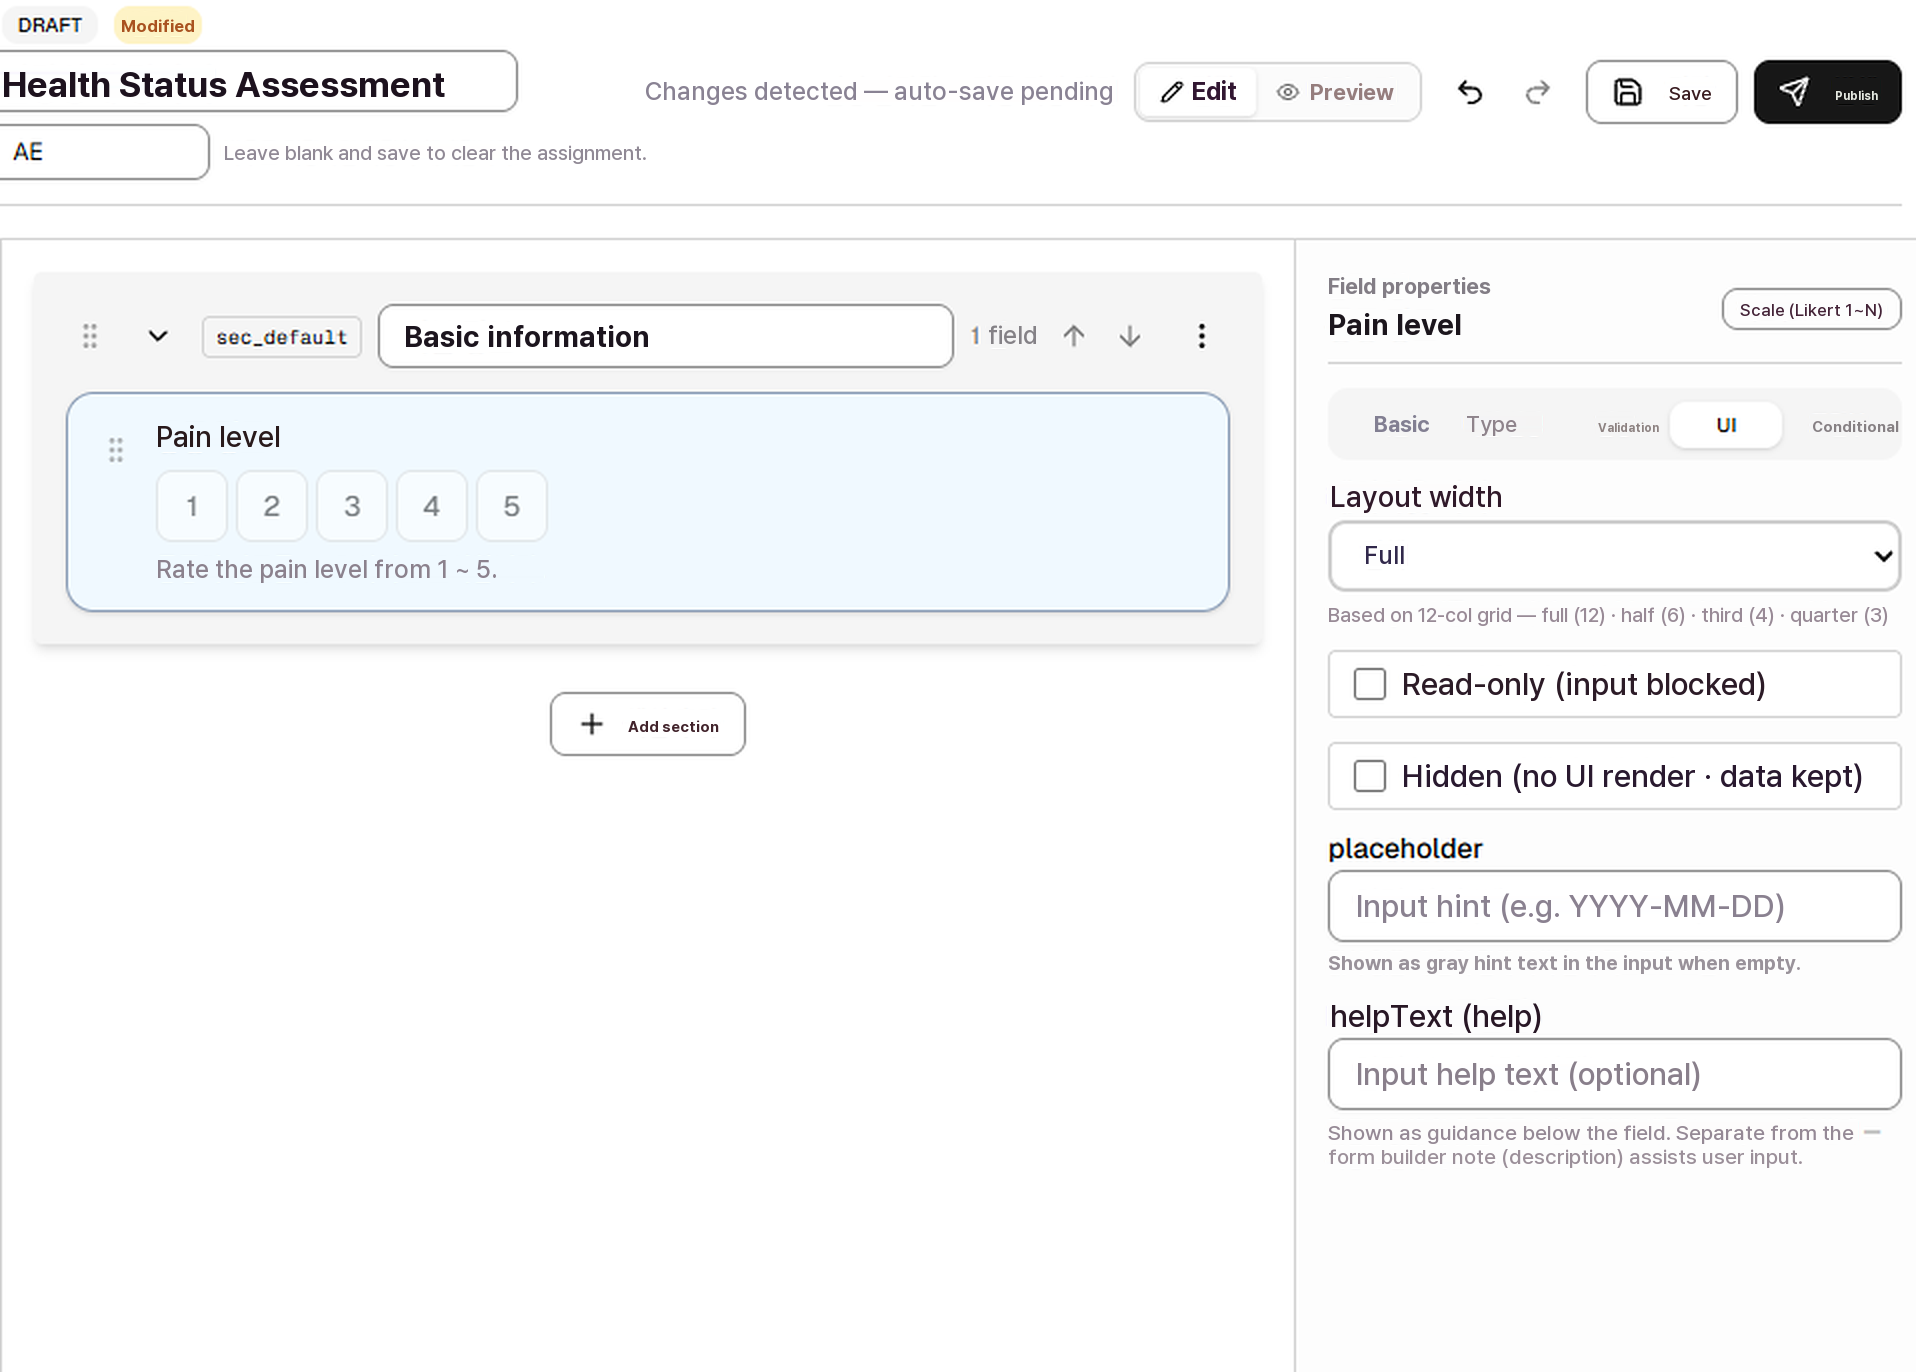 DRAFT Modified
Health Status Assessment
Changes detected — auto-save pending
Edit Preview
Save
Publish
AE
Leave blank and save to clear the assignment.
sec_default
Basic information
1 field
Pain level
1 2 3 4 5
Rate the pain level from 1 ~ 5.
Add section
Field properties
Pain level
Scale (Likert 1~N)
Basic Type Validation UI Conditional
Layout width
Full
Based on 12-col grid — full (12) · half (6) · third (4) · quarter (3)
Read-only (input blocked)
Hidden (no UI render · data kept)
placeholder
Input hint (e.g. YYYY-MM-DD)
Shown as gray hint text in the input when empty.
helpText (help)
Input help text (optional)
Shown as guidance below the field. Separate from the —
form builder note (description) assists user input.